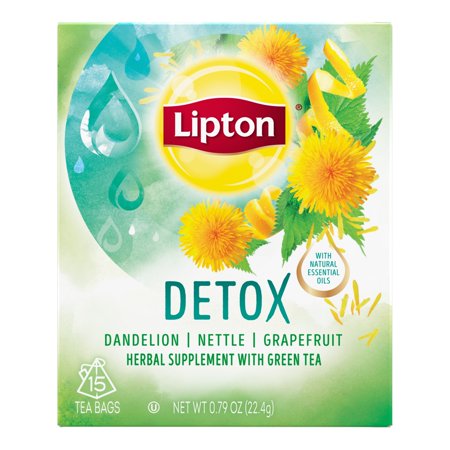 Lipton®
WITH
NATURAL
ESSENTIAL
OILS
DETOX
DANDELION | NETTLE | GRAPEFRUIT
HERBAL SUPPLEMENT WITH GREEN TEA
15
TEA BAGS
U NET WT 0.79 OZ (22.4g)